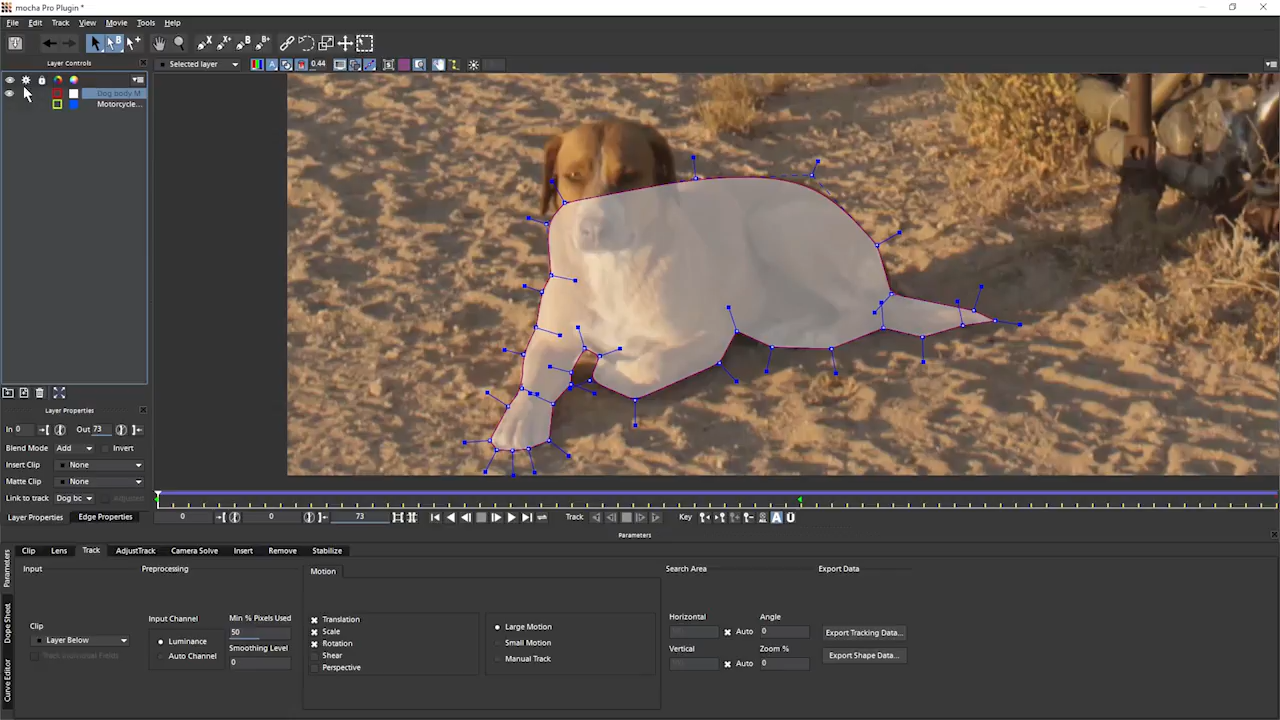 mocha Pro Plugin *
File Edit Track View Movie Tools Help
Layer Controls
Selected layer 0.44
Dog body M
Motorcycle...
Layer Properties
In 0 Out 73
Blend Mode Add Invert
Insert Clip None
Matte Clip None
Link to track Dog bc Adjusted
Layer Properties Edge Properties 0 0 73 Track Key
Parameters
Clip Lens Track AdjustTrack Camera Solve Insert Remove Stabilize
Parameters
Dope Sheet
Curve Editor
Input Preprocessing Motion Search Area Export Data
Input Channel Min % Pixels Used Translation Horizontal Angle
Clip Luminance 50 Scale Large Motion Auto 0 Export Tracking Data...
Layer Below Auto Channel Smoothing Level Rotation Small Motion Vertical Zoom % Export Shape Data...
Track Individual Fields 0 Shear Manual Track Auto 0
Perspective